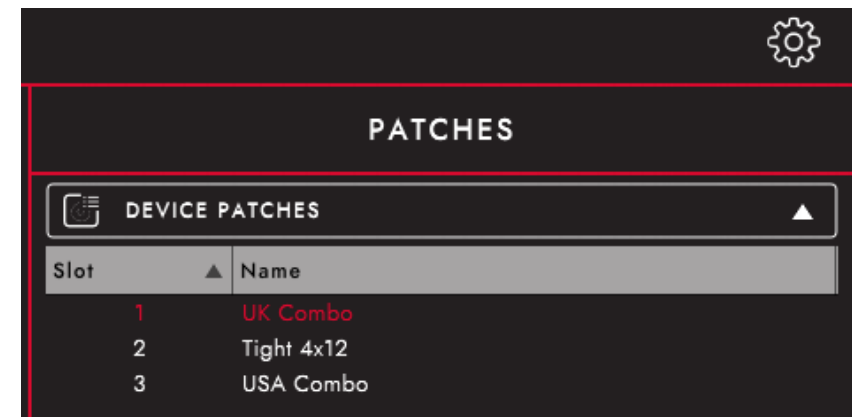 PATCHES
DEVICE PATCHES
Slot Name
1 UK Combo
2 Tight 4x12
3 USA Combo